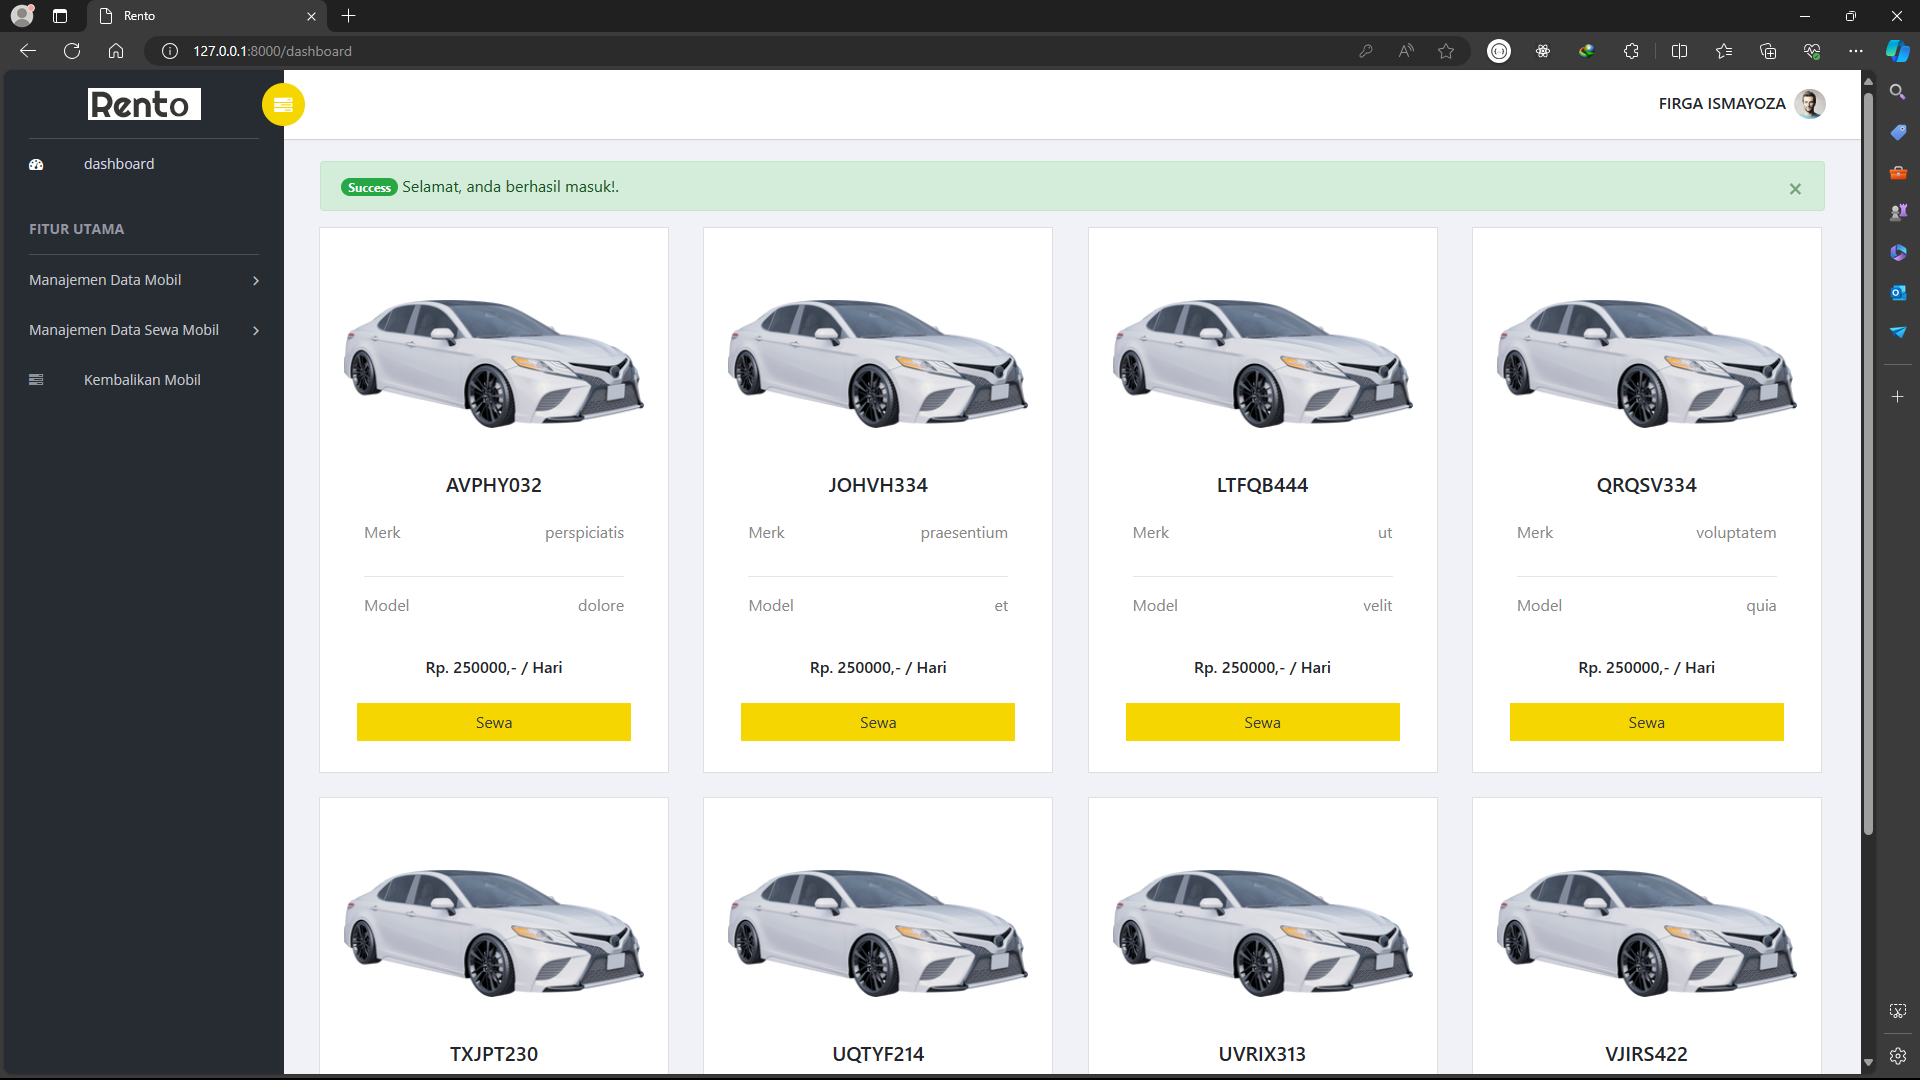 Rento
127.0.0.1:8000/dashboard
Rento
FIRGA ISMAYOZA
dashboard
FITUR UTAMA
Manajemen Data Mobil
Manajemen Data Sewa Mobil
Kembalikan Mobil
Success Selamat, anda berhasil masuk!.
AVPHY032
Merk perspiciatis
Model dolore
Rp. 250000,- / Hari
Sewa
JOHVH334
Merk praesentium
Model et
Rp. 250000,- / Hari
Sewa
LTFQB444
Merk ut
Model velit
Rp. 250000,- / Hari
Sewa
QRQSV334
Merk voluptatem
Model quia
Rp. 250000,- / Hari
Sewa
TXJPT230
UQTYF214
UVRIX313
VJIRS422